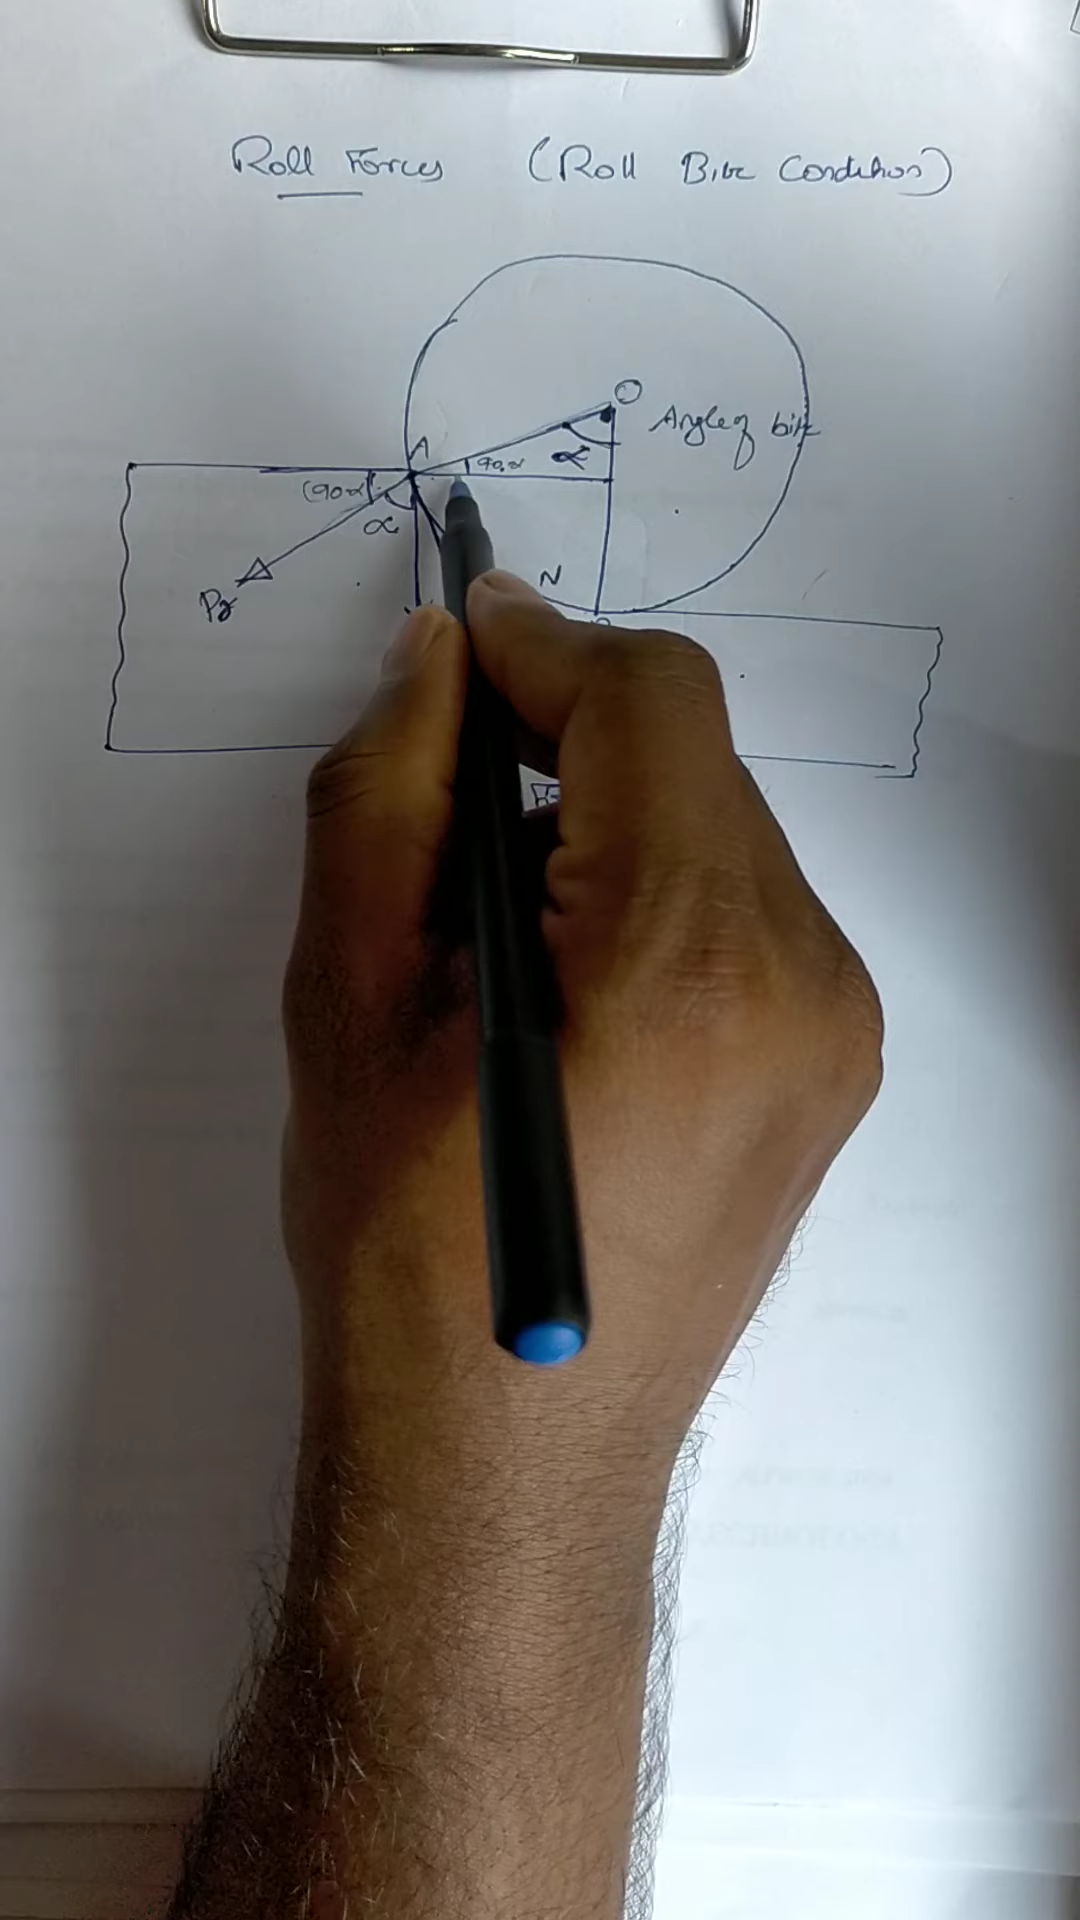 Roll Forces (Roll Bite Condition)
O
Angle of bite
A
90-α
α
(90-α
α
Pr
N